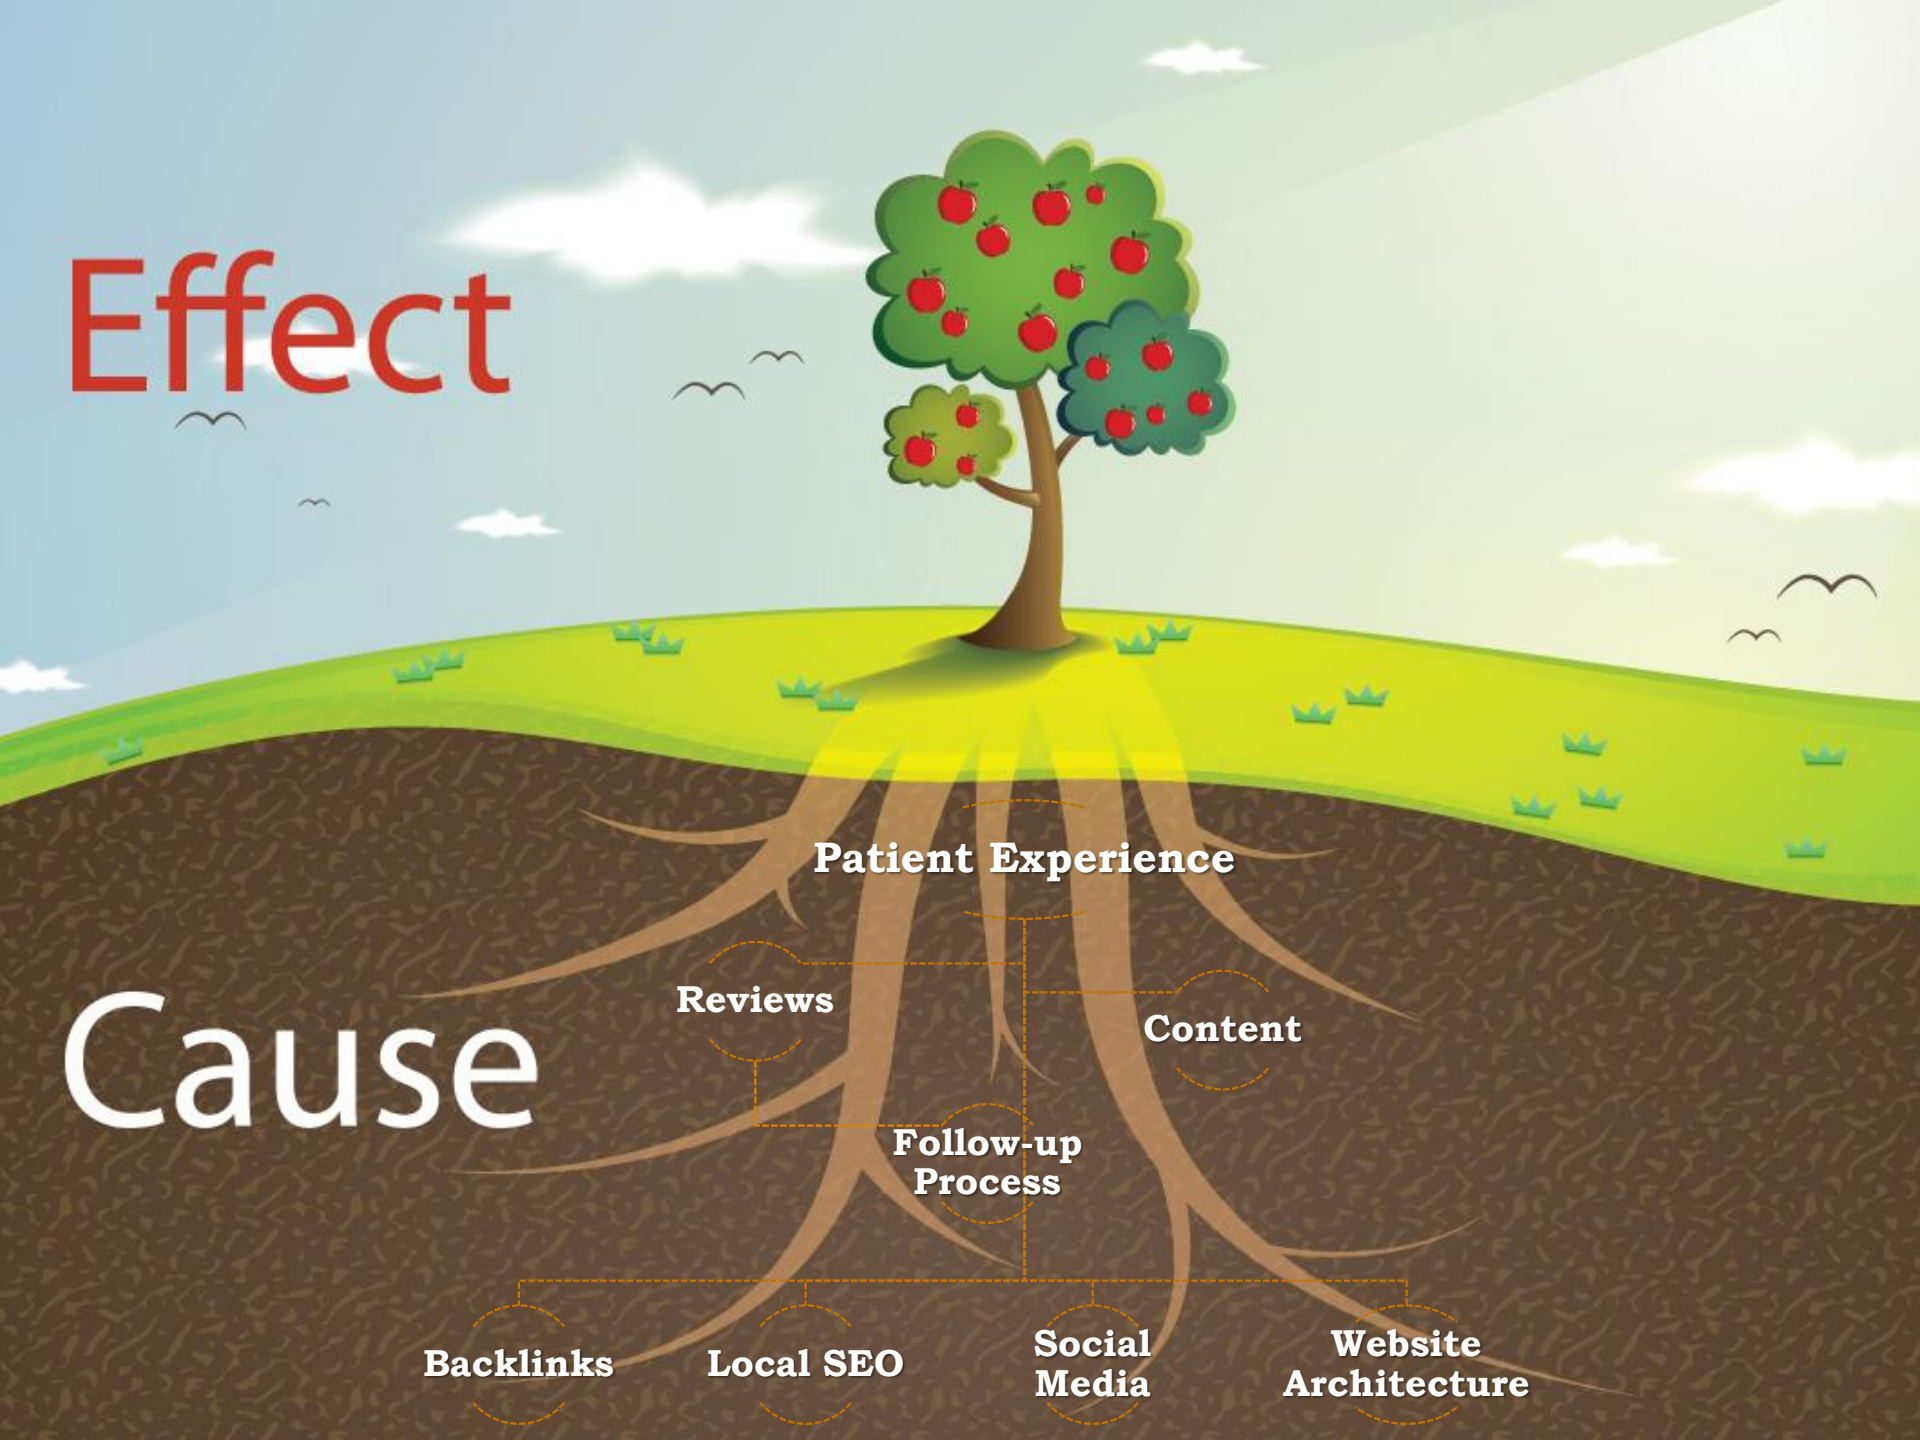 Effect
Patient Experience
Reviews
Content
Cause
Follow-up
Process
Backlinks
Local SEO
Social
Media
Website
Architecture